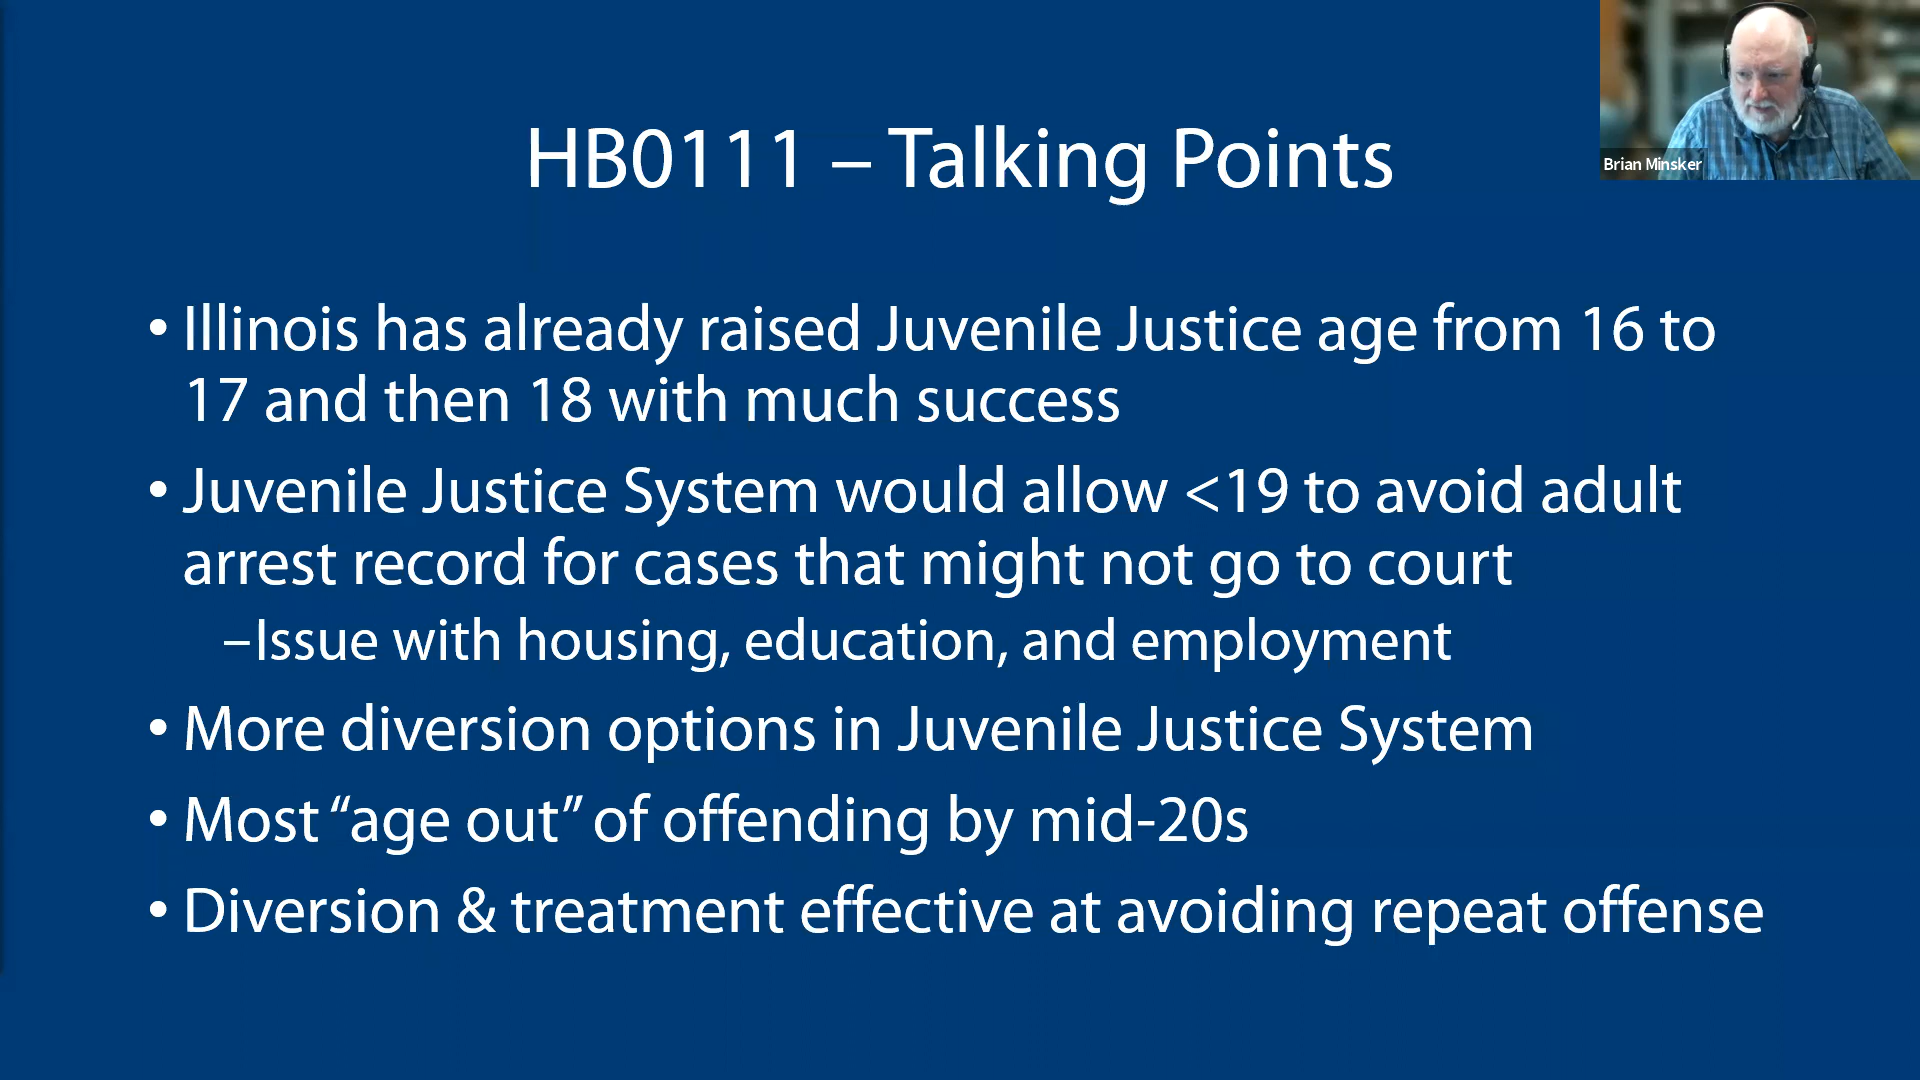 HB0111 – Talking Points
Brian Minsker
• Illinois has already raised Juvenile Justice age from 16 to
17 and then 18 with much success
• Juvenile Justice System would allow <19 to avoid adult
arrest record for cases that might not go to court
–Issue with housing, education, and employment
• More diversion options in Juvenile Justice System
• Most “age out” of offending by mid-20s
• Diversion & treatment effective at avoiding repeat offense